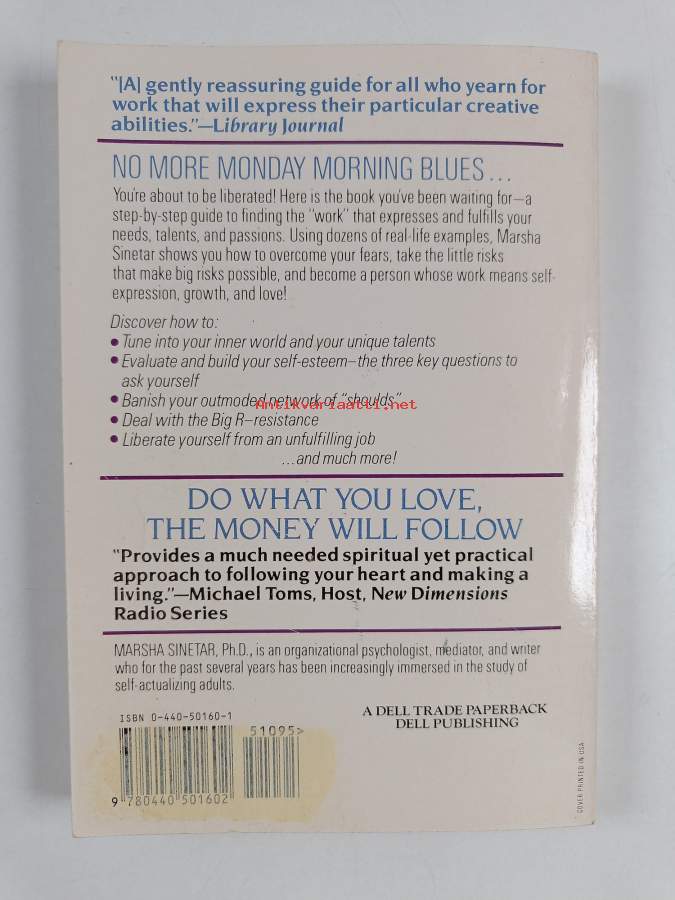 "[A] gently reassuring guide for all who yearn for
work that will express their particular creative
abilities."—Library Journal
NO MORE MONDAY MORNING BLUES...
You're about to be liberated! Here is the book you've been waiting for—a
step-by-step guide to finding the "work" that expresses and fulfills your
needs, talents, and passions. Using dozens of real-life examples, Marsha
Sinetar shows you how to overcome your fears, take the little risks
that make big risks possible, and become a person whose work means self-
expression, growth, and love!
Discover how to:
• Tune into your inner world and your unique talents
• Evaluate and build your self-esteem—the three key questions to
ask yourself
• Banish your outmoded network of "shoulds"
Antikvariaatti.net
• Deal with the Big R—resistance
• Liberate yourself from an unfulfilling job
...and much more!
DO WHAT YOU LOVE,
THE MONEY WILL FOLLOW
"Provides a much needed spiritual yet practical
approach to following your heart and making a
living."—Michael Toms, Host, New Dimensions
Radio Series
MARSHA SINETAR, Ph.D., is an organizational psychologist, mediator, and writer
who for the past several years has been increasingly immersed in the study of
self-actualizing adults.
ISBN 0-440-50160-1
51095>
9 780440 501602
A DELL TRADE PAPERBACK
DELL PUBLISHING
COVER PRINTED IN USA